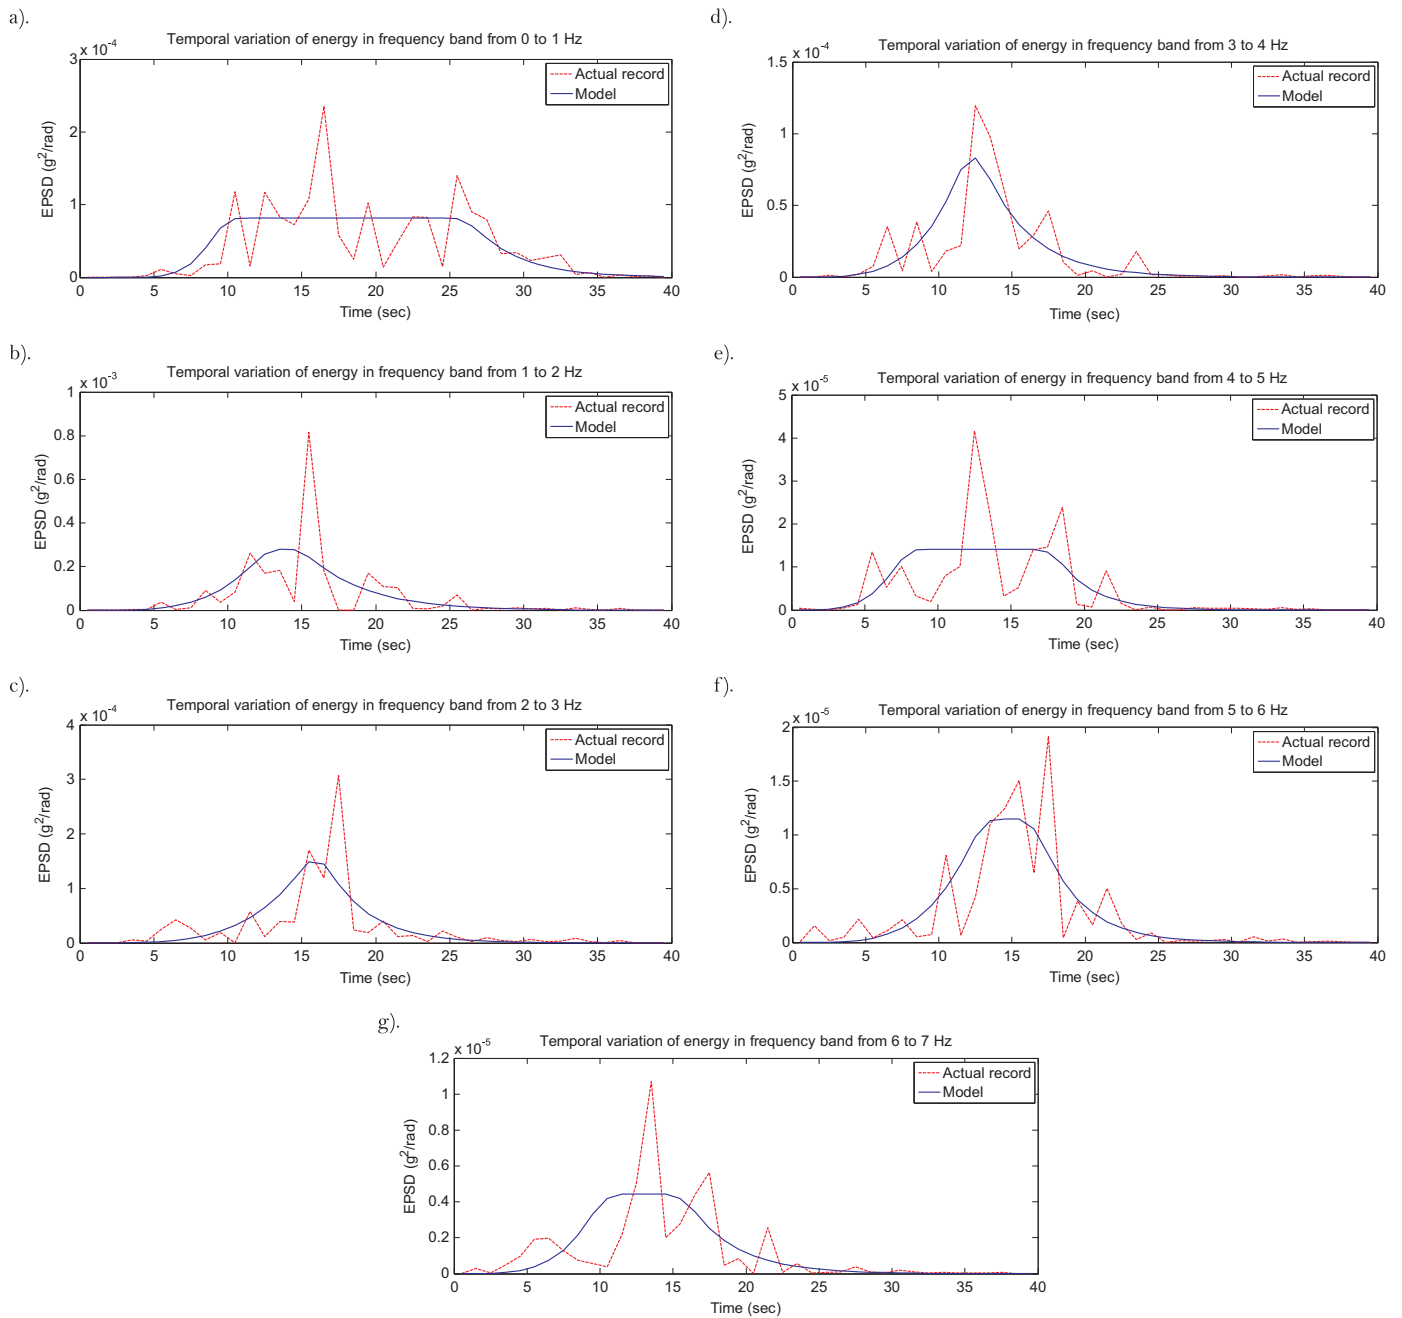 a).
Temporal variation of energy in frequency band from 0 to 1 Hz
x 10-4
3
2
1
0
EPSD (g2/rad)
Actual record
Model
0 5 10 15 20 25 30 35 40
Time (sec)
b).
Temporal variation of energy in frequency band from 1 to 2 Hz
x 10-3
1
0.8
0.6
0.4
0.2
0
EPSD (g2/rad)
Actual record
Model
0 5 10 15 20 25 30 35 40
Time (sec)
c).
Temporal variation of energy in frequency band from 2 to 3 Hz
x 10-4
4
3
2
1
0
EPSD (g2/rad)
Actual record
Model
0 5 10 15 20 25 30 35 40
Time (sec)
d).
Temporal variation of energy in frequency band from 3 to 4 Hz
x 10-4
1.5
1
0.5
0
EPSD (g2/rad)
Actual record
Model
0 5 10 15 20 25 30 35 40
Time (sec)
e).
Temporal variation of energy in frequency band from 4 to 5 Hz
x 10-5
5
4
3
2
1
0
EPSD (g2/rad)
Actual record
Model
0 5 10 15 20 25 30 35 40
Time (sec)
f).
Temporal variation of energy in frequency band from 5 to 6 Hz
x 10-5
2
1.5
1
0.5
0
EPSD (g2/rad)
Actual record
Model
0 5 10 15 20 25 30 35 40
Time (sec)
g).
Temporal variation of energy in frequency band from 6 to 7 Hz
x 10-5
1.2
1
0.8
0.6
0.4
0.2
0
EPSD (g2/rad)
Actual record
Model
0 5 10 15 20 25 30 35 40
Time (sec)